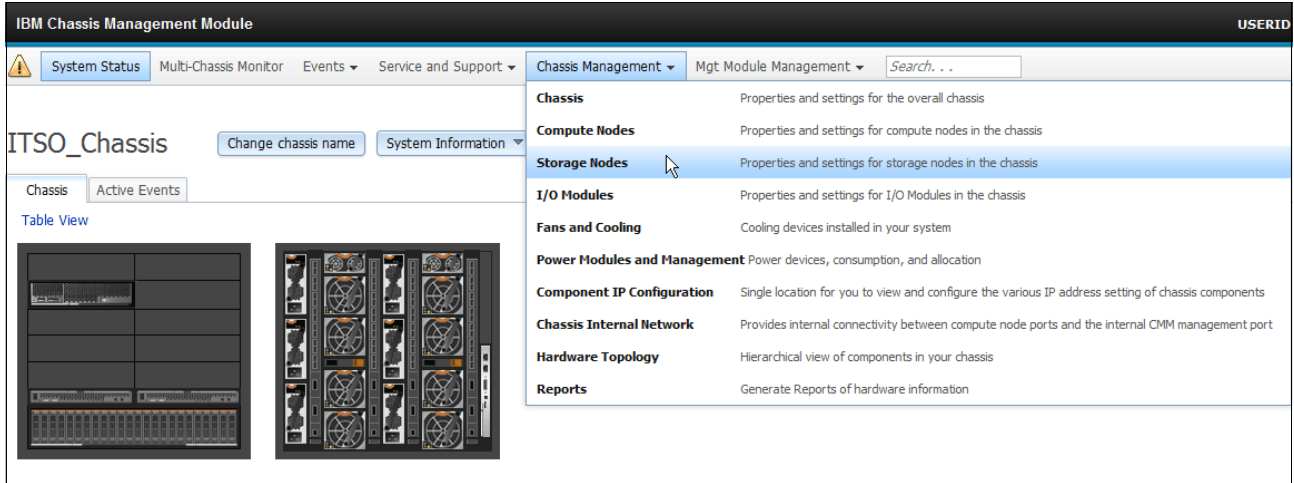 IBM Chassis Management Module USERID
System Status Multi-Chassis Monitor Events Service and Support Chassis Management Mgt Module Management Search. . .
ITSO_Chassis Change chassis name System Information
Chassis Active Events
Table View
Chassis Properties and settings for the overall chassis
Compute Nodes Properties and settings for compute nodes in the chassis
Storage Nodes Properties and settings for storage nodes in the chassis
I/O Modules Properties and settings for I/O Modules in the chassis
Fans and Cooling Cooling devices installed in your system
Power Modules and Management Power devices, consumption, and allocation
Component IP Configuration Single location for you to view and configure the various IP address setting of chassis components
Chassis Internal Network Provides internal connectivity between compute node ports and the internal CMM management port
Hardware Topology Hierarchical view of components in your chassis
Reports Generate Reports of hardware information